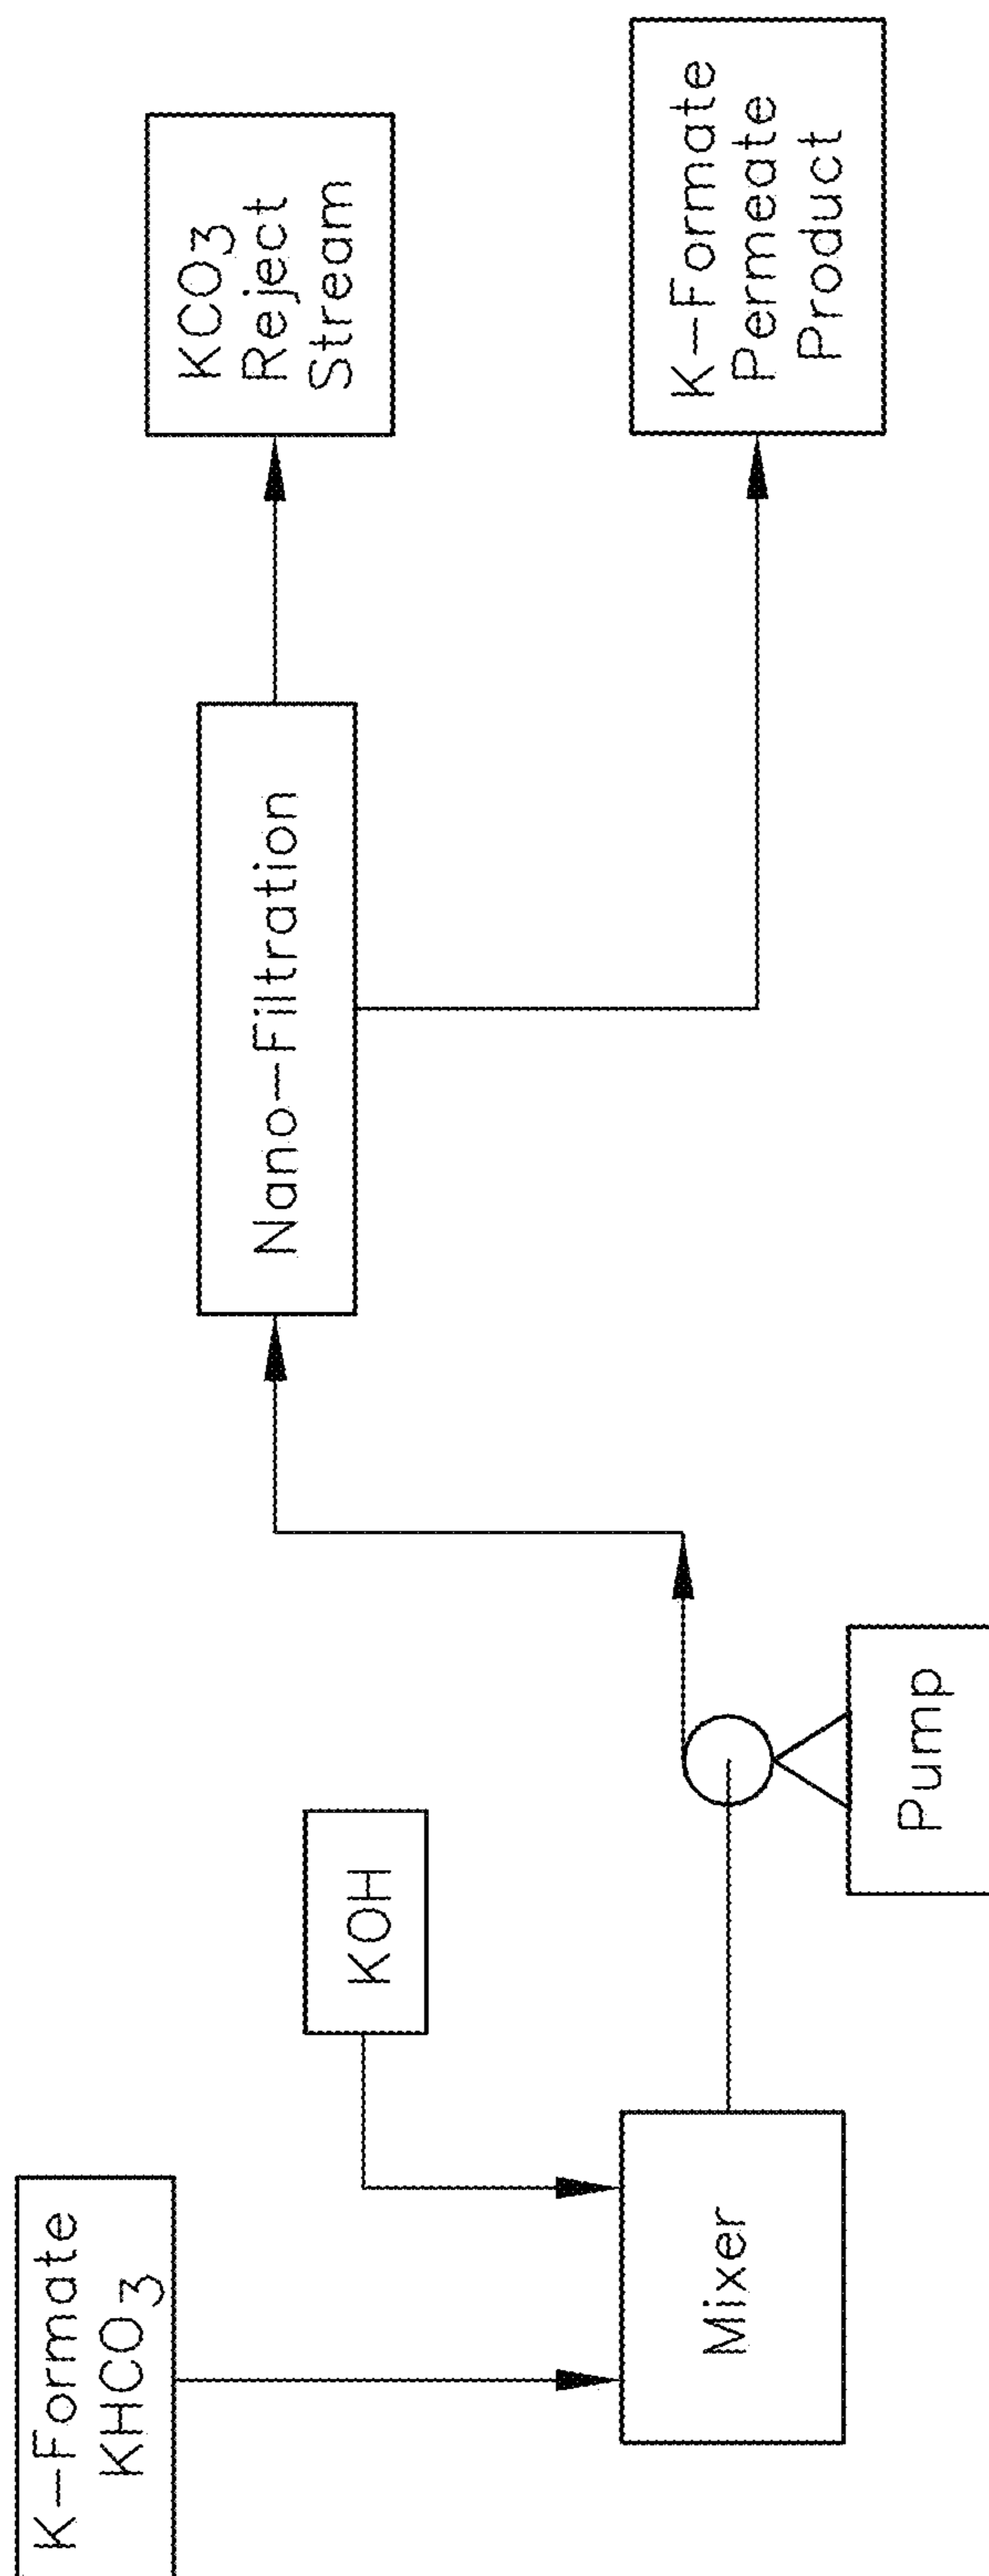 K-Formate
KHCO₃
KOH
Mixer
Pump
Nano-Filtration
KCO₃
Reject
Stream
K-Formate
Permeate
Product